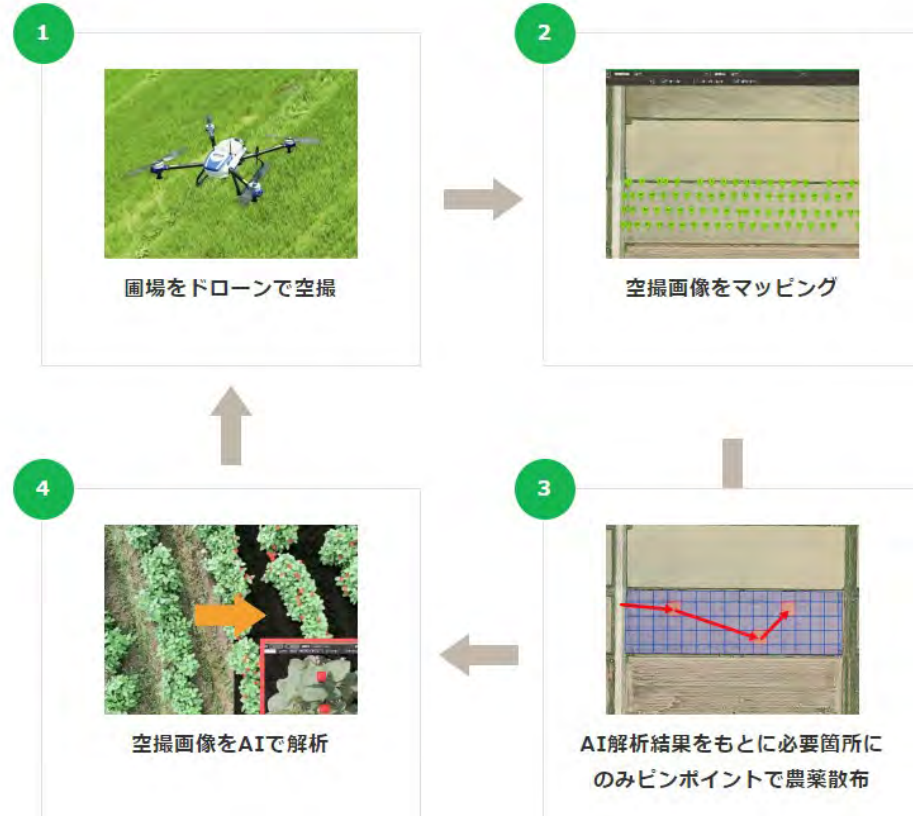 1
圃場をドローンで空撮
2
空撮画像をマッピング
3
AI解析結果をもとに必要箇所に
のみピンポイントで農薬散布
4
空撮画像をAIで解析